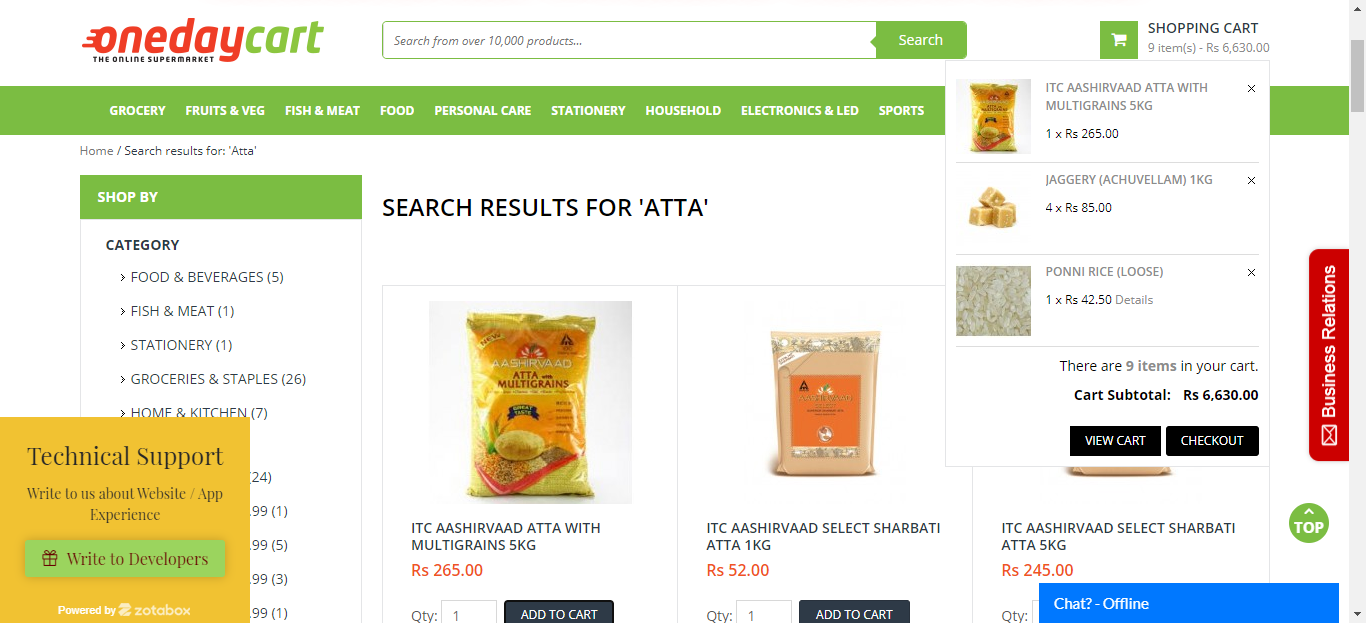 onedaycart
THE ONLINE SUPERMARKET
Search from over 10,000 products...
Search
SHOPPING CART
9 item(s) - Rs 6,630.00
GROCERY FRUITS & VEG FISH & MEAT FOOD PERSONAL CARE STATIONERY HOUSEHOLD ELECTRONICS & LED SPORTS
Home / Search results for: 'Atta'
ITC AASHIRVAAD ATTA WITH
MULTIGRAINS 5KG
1 x Rs 265.00
JAGGERY (ACHUVELLAM) 1KG
4 x Rs 85.00
PONNI RICE (LOOSE)
1 x Rs 42.50 Details
There are 9 items in your cart.
Cart Subtotal: Rs 6,630.00
VIEW CART
CHECKOUT
SHOP BY
CATEGORY
FOOD & BEVERAGES (5)
FISH & MEAT (1)
STATIONERY (1)
GROCERIES & STAPLES (26)
HOME & KITCHEN (7)
(24)
.99 (1)
.99 (5)
.99 (3)
.99 (1)
SEARCH RESULTS FOR 'ATTA'
NEW
AASHIRVAAD
ATTA with
MULTIGRAINS
GREAT
TASTE
ITC AASHIRVAAD ATTA WITH
MULTIGRAINS 5KG
Rs 265.00
Qty: 1
ADD TO CART
AASHIRVAAD
ITC AASHIRVAAD SELECT SHARBATI
ATTA 1KG
Rs 52.00
Qty: 1
ADD TO CART
ITC AASHIRVAAD SELECT SHARBATI
ATTA 5KG
Rs 245.00
Qty:
Technical Support
Write to us about Website / App
Experience
Write to Developers
Powered by zotabox
Business Relations
TOP
Chat? - Offline